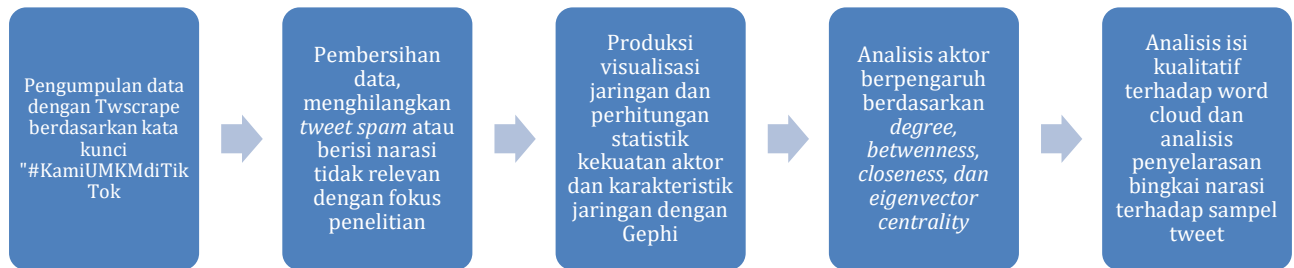 Pengumpulan data
dengan Twscrape
berdasarkan kata
kunci
"#KamiUMKMdiTik
Tok
Pembersihan
data,
menghilangkan
tweet spam atau
berisi narasi
tidak relevan
dengan fokus
penelitian
Produksi
visualisasi
jaringan dan
perhitungan
statistik
kekuatan aktor
dan karakteristik
jaringan dengan
Gephi
Analisis aktor
berpengaruh
berdasarkan
degree,
betwenness,
closeness, dan
eigenvector
centrality
Analisis isi
kualitatif
terhadap word
cloud dan
analisis
penyelarasan
bingkai narasi
terhadap sampel
tweet